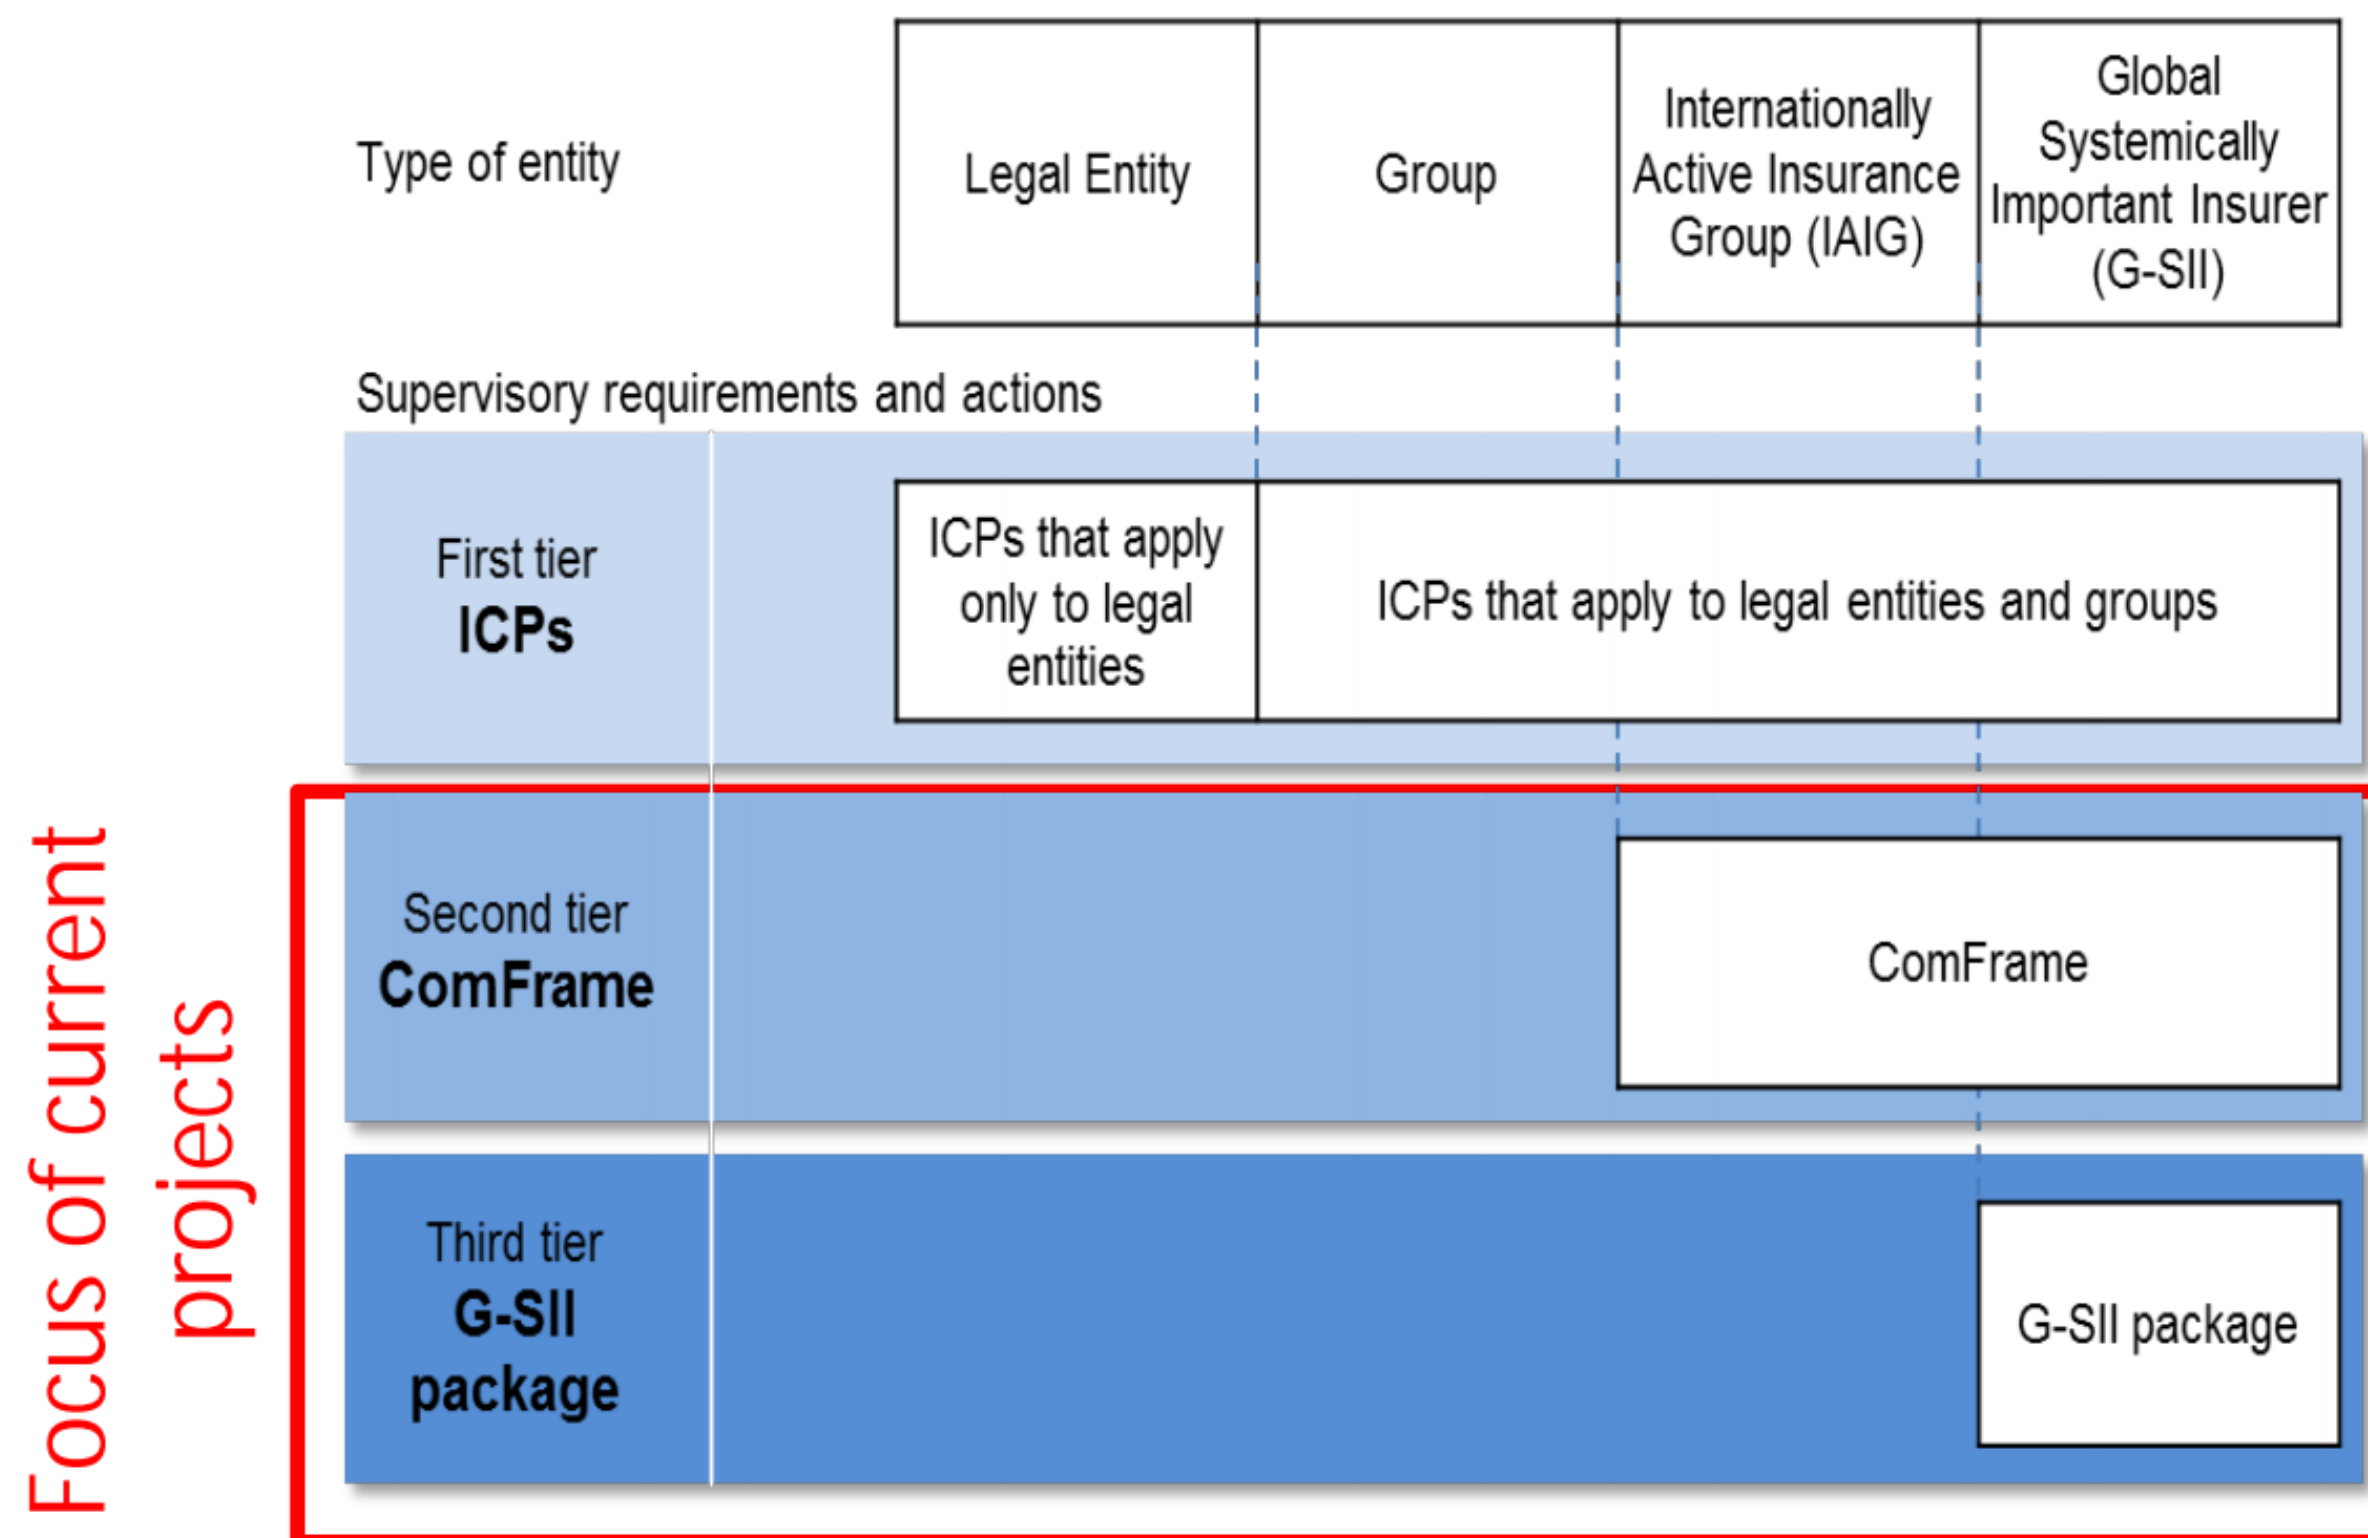 Type of entity
Legal Entity
Group
Internationally
Active Insurance
Group (IAIG)
Global
Systemically
Important Insurer
(G-SII)
Supervisory requirements and actions
First tier
ICPs
ICPs that apply
only to legal
entities
ICPs that apply to legal entities and groups
Focus of current
projects
Second tier
ComFrame
ComFrame
Third tier
G-SII
package
G-SII package